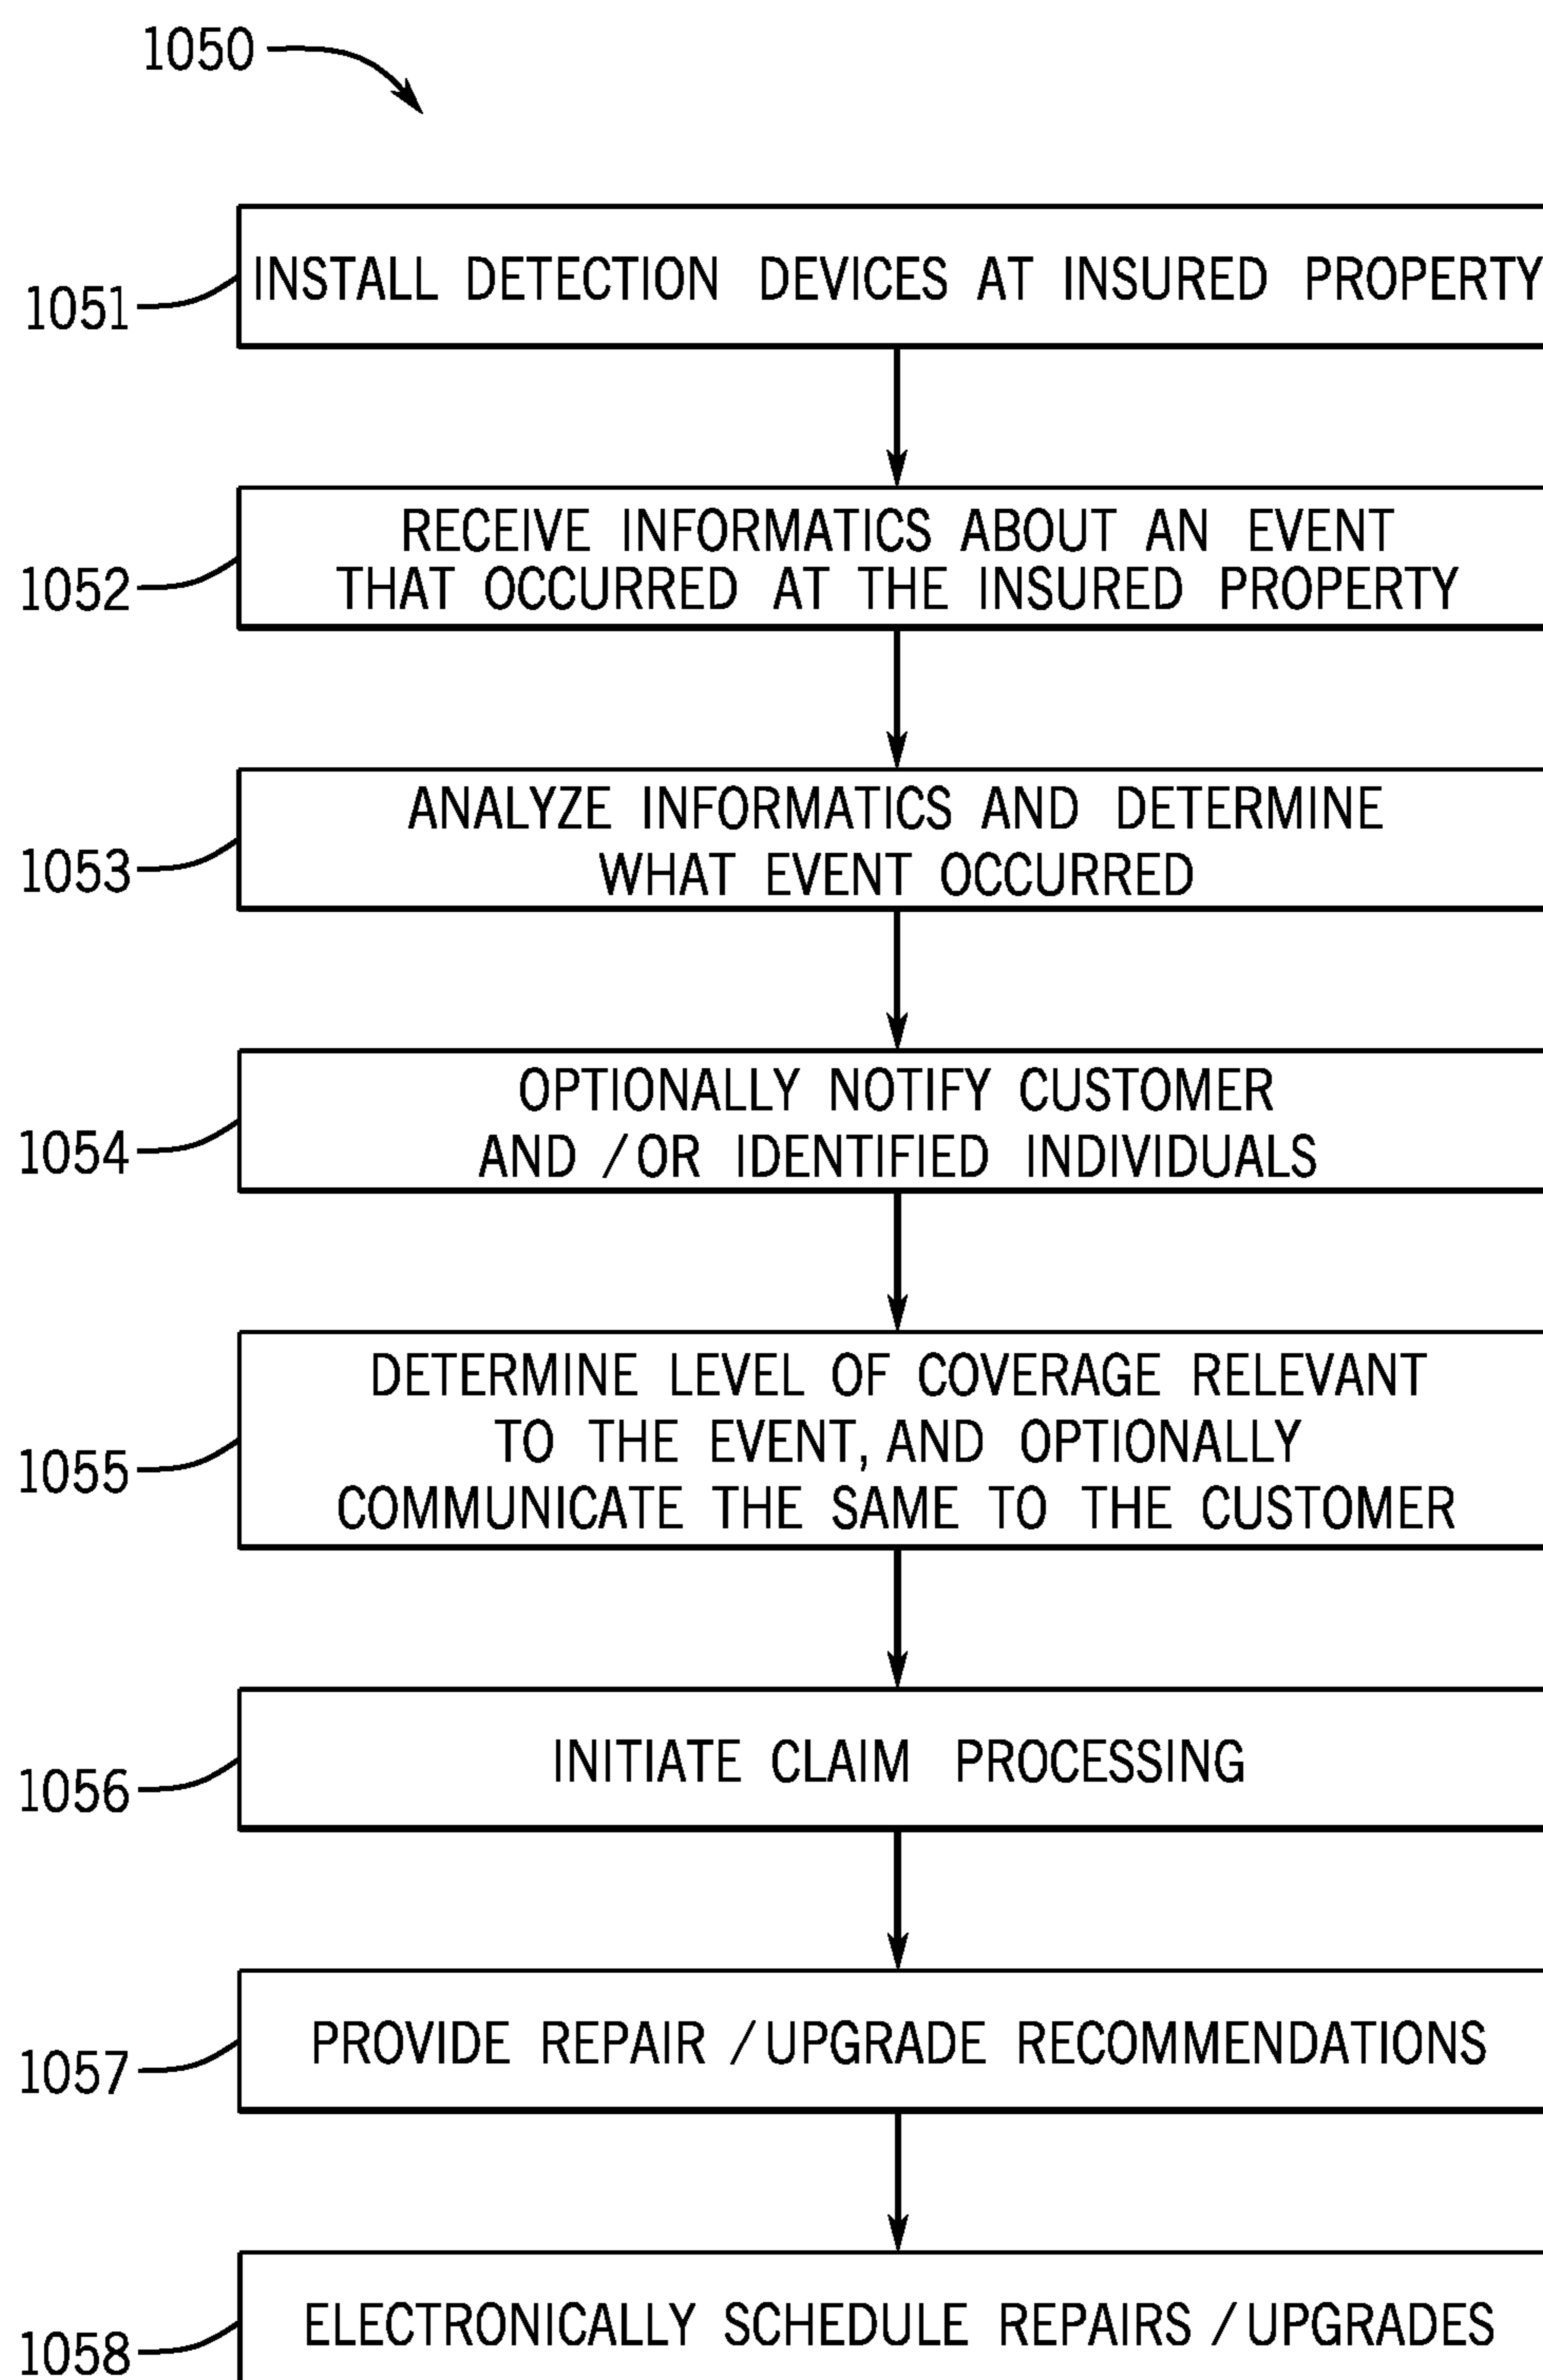 1050
1051
INSTALL DETECTION DEVICES AT INSURED PROPERTY
1052
RECEIVE INFORMATICS ABOUT AN EVENT
THAT OCCURRED AT THE INSURED PROPERTY
1053
ANALYZE INFORMATICS AND DETERMINE
WHAT EVENT OCCURRED
1054
OPTIONALLY NOTIFY CUSTOMER
AND /OR IDENTIFIED INDIVIDUALS
1055
DETERMINE LEVEL OF COVERAGE RELEVANT
TO THE EVENT, AND OPTIONALLY
COMMUNICATE THE SAME TO THE CUSTOMER
1056
INITIATE CLAIM PROCESSING
1057
PROVIDE REPAIR /UPGRADE RECOMMENDATIONS
1058
ELECTRONICALLY SCHEDULE REPAIRS /UPGRADES